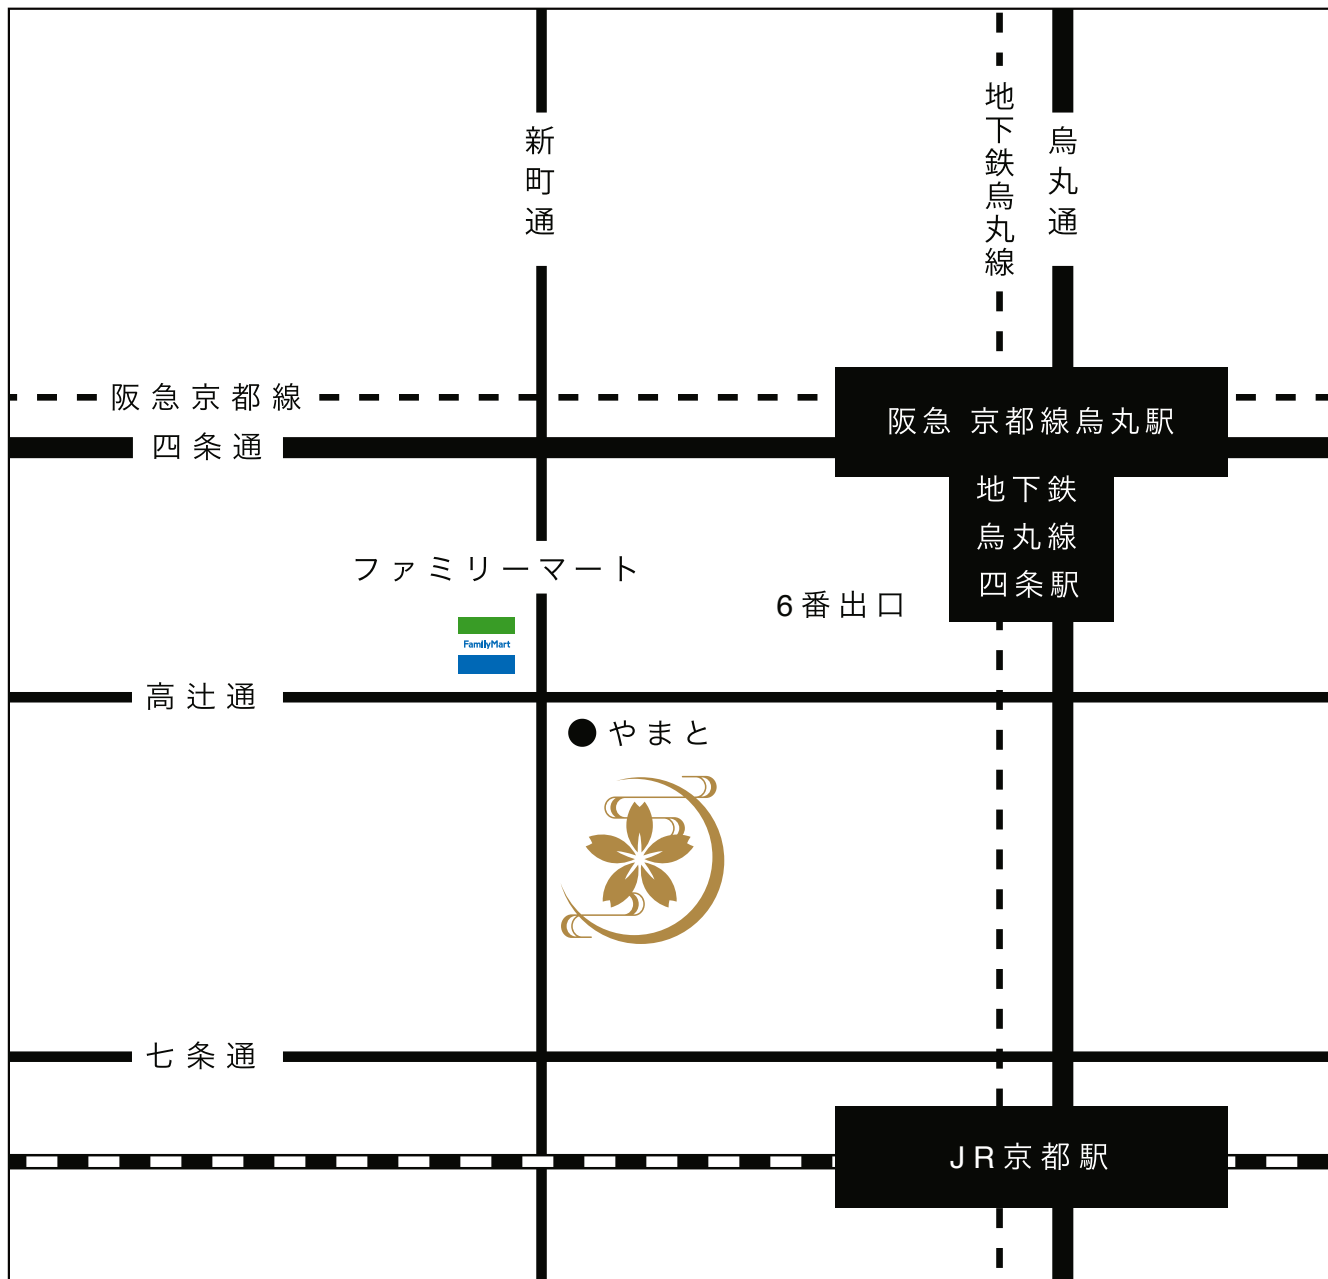 地下鉄烏丸線
烏丸通
新町通
阪急京都線
阪急 京都線烏丸駅
四条通
地下鉄
烏丸線
四条駅
ファミリーマート
6番出口
FamilyMart
高辻通
やまと
七条通
JR京都駅